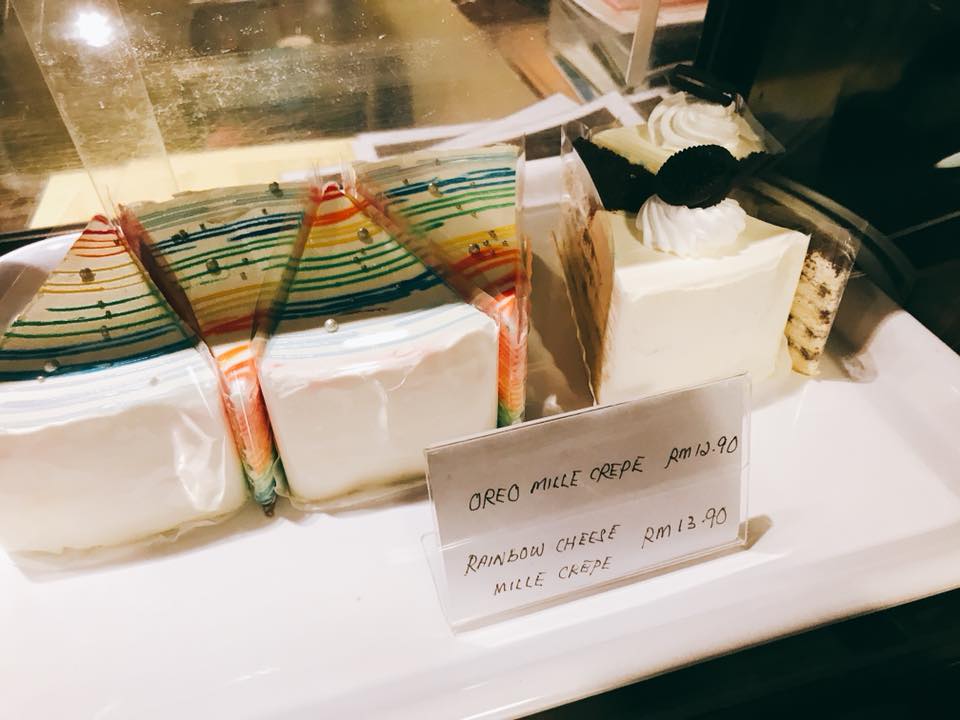 OREO MILLE CREPE RM12.90
RAINBOW CHEESE RM13.90
MILLE CREPE